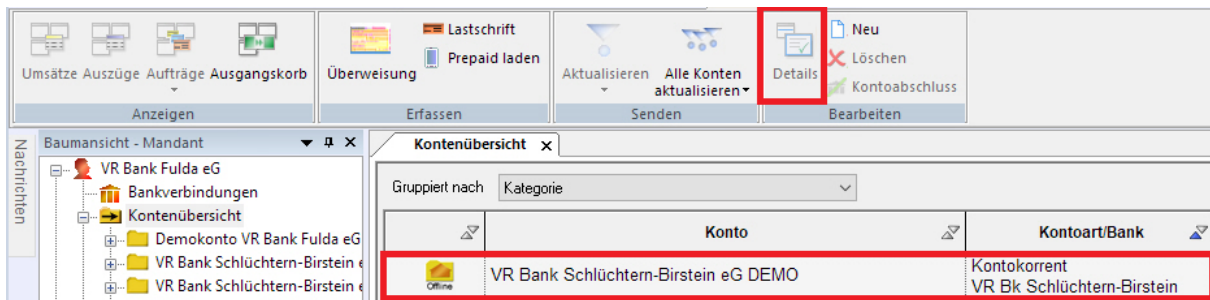 Lastschrift
Neu
Prepaid laden
Löschen
Umsätze Auszüge Aufträge Ausgangskorb
Überweisung
Aktualisieren
Alle Konten
aktualisieren
Details
Kontoabschluss
Anzeigen
Erfassen
Senden
Bearbeiten
Nachrichten
Baumansicht - Mandant
VR Bank Fulda eG
Bankverbindungen
Kontenübersicht
Demokonto VR Bank Fulda eG
VR Bank Schlüchtern-Birstein
VR Bank Schlüchtern-Birstein
Kontenübersicht x
Gruppiert nach Kategorie
Konto
Kontoart/Bank
Offline
VR Bank Schlüchtern-Birstein eG DEMO
Kontokorrent
VR Bk Schlüchtern-Birstein